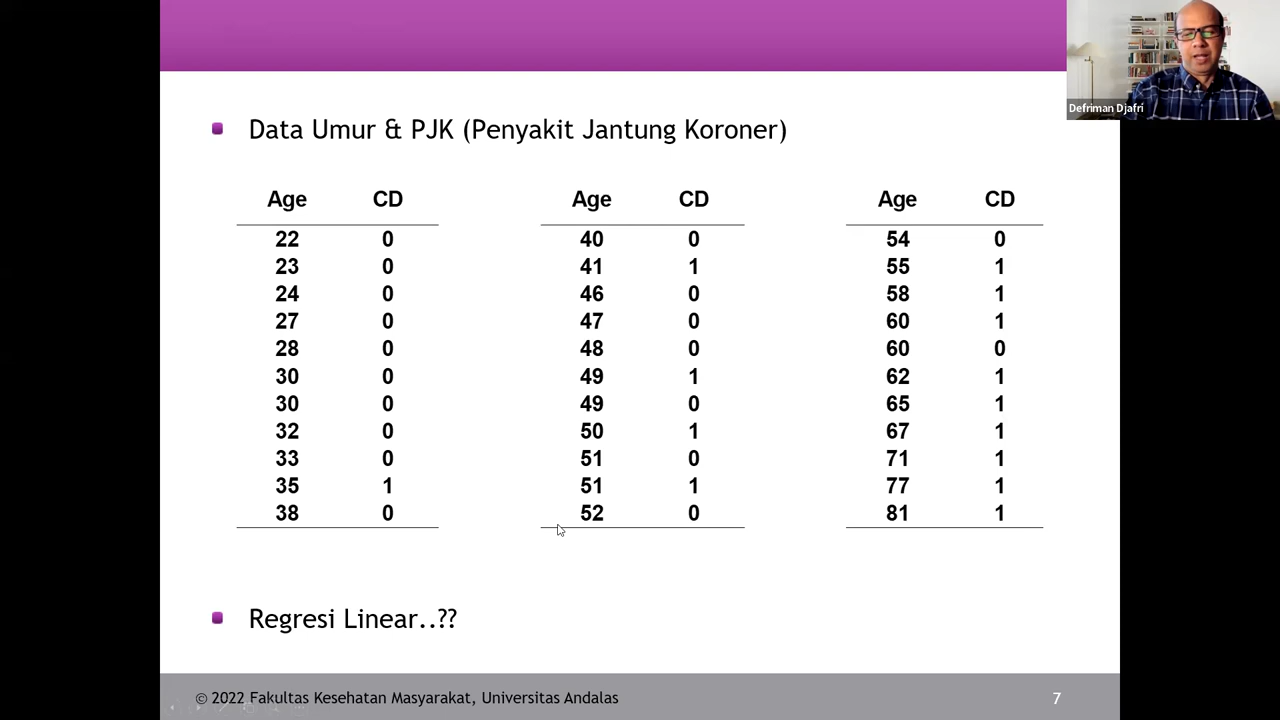 Defriman Djafri
Data Umur & PJK (Penyakit Jantung Koroner)
Age CD Age CD Age CD
22 0 40 0 54 0
23 0 41 1 55 1
24 0 46 0 58 1
27 0 47 0 60 1
28 0 48 0 60 0
30 0 49 1 62 1
30 0 49 0 65 1
32 0 50 1 67 1
33 0 51 0 71 1
35 1 51 1 77 1
38 0 52 0 81 1
Regresi Linear..??
© 2022 Fakultas Kesehatan Masyarakat, Universitas Andalas 7